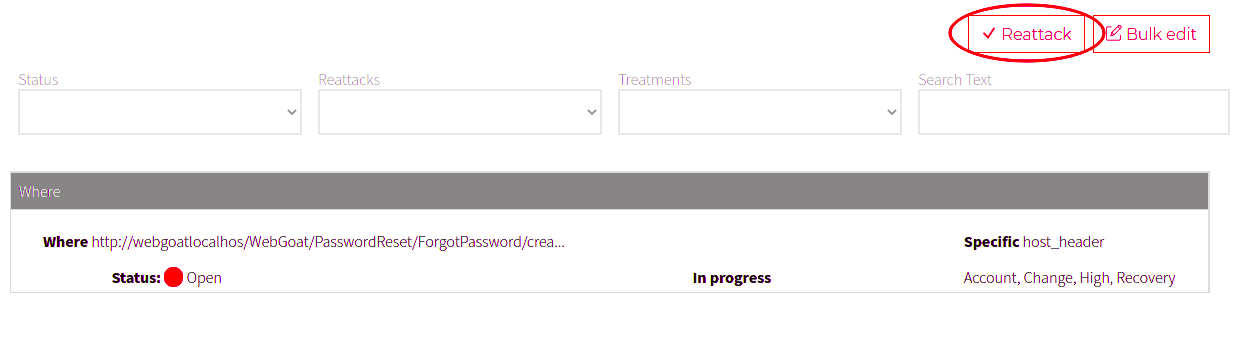 Reattack Bulk edit
Status Reattacks Treatments Search Text
Where
Where http://webgoatlocalhos/WebGoat/PasswordReset/ForgotPassword/crea... Specific host_header
Status: Open In progress Account, Change, High, Recovery